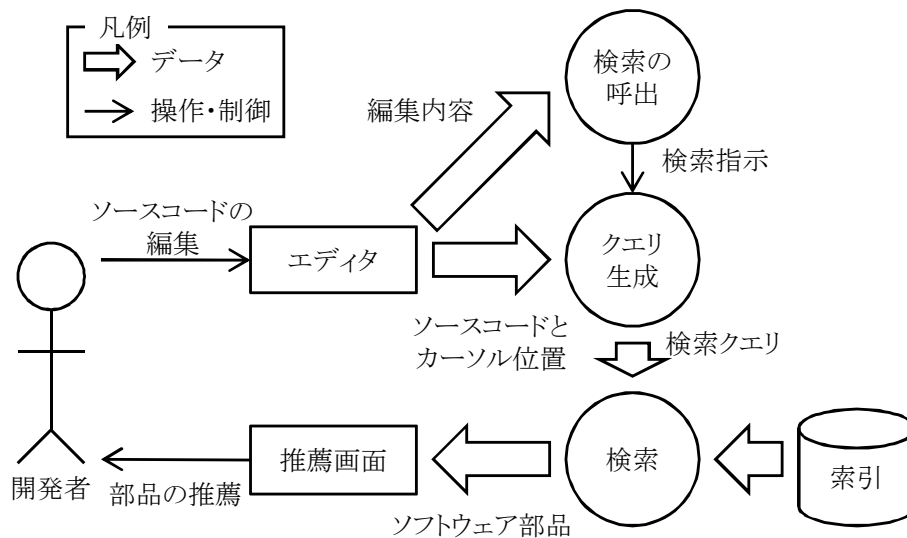 凡例
データ
操作・制御
検索の
呼出
編集内容
検索指示
ソースコードの
編集
エディタ
クエリ
生成
ソースコードと
カーソル位置
検索クエリ
検索
索引
推薦画面
開発者
部品の推薦
ソフトウェア部品